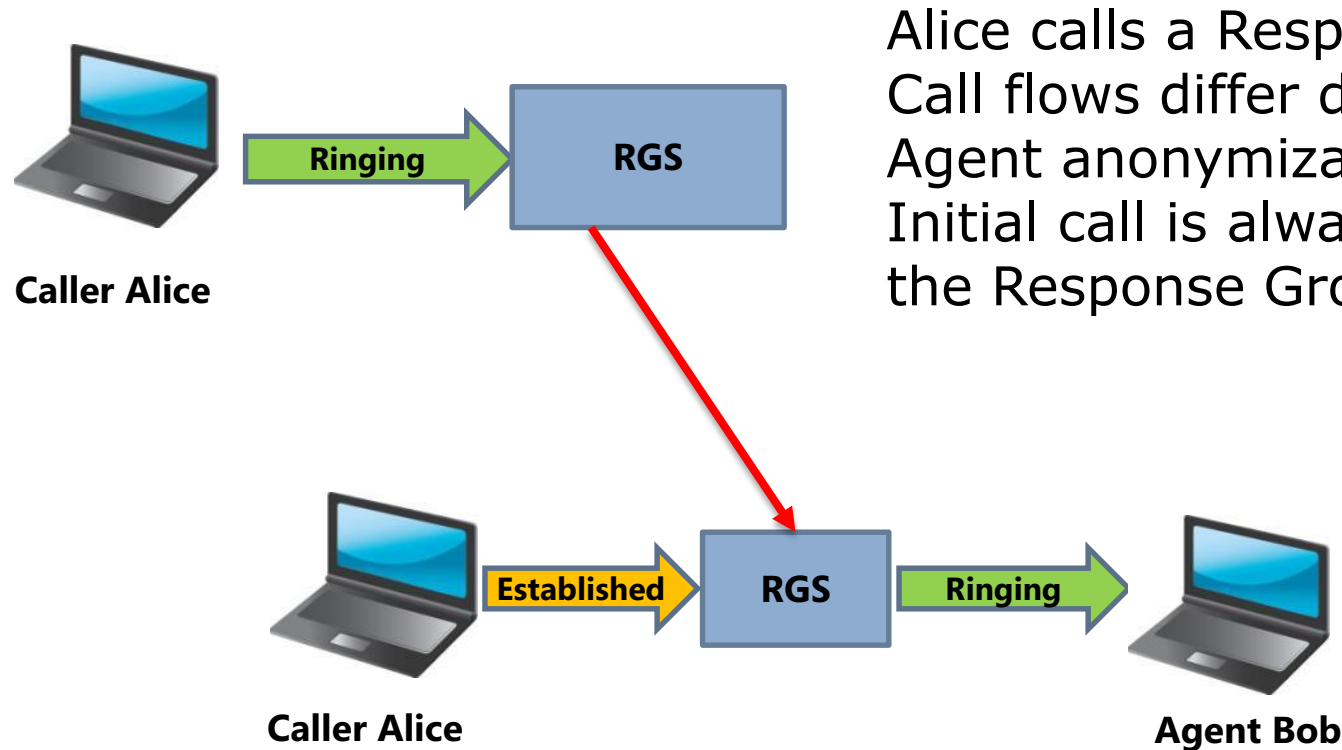 Alice calls a Resp
Call flows differ d
Agent anonymiza
Initial call is alwa
the Response Gro
Ringing
RGS
Caller Alice
Established
RGS
Ringing
Caller Alice
Agent Bob